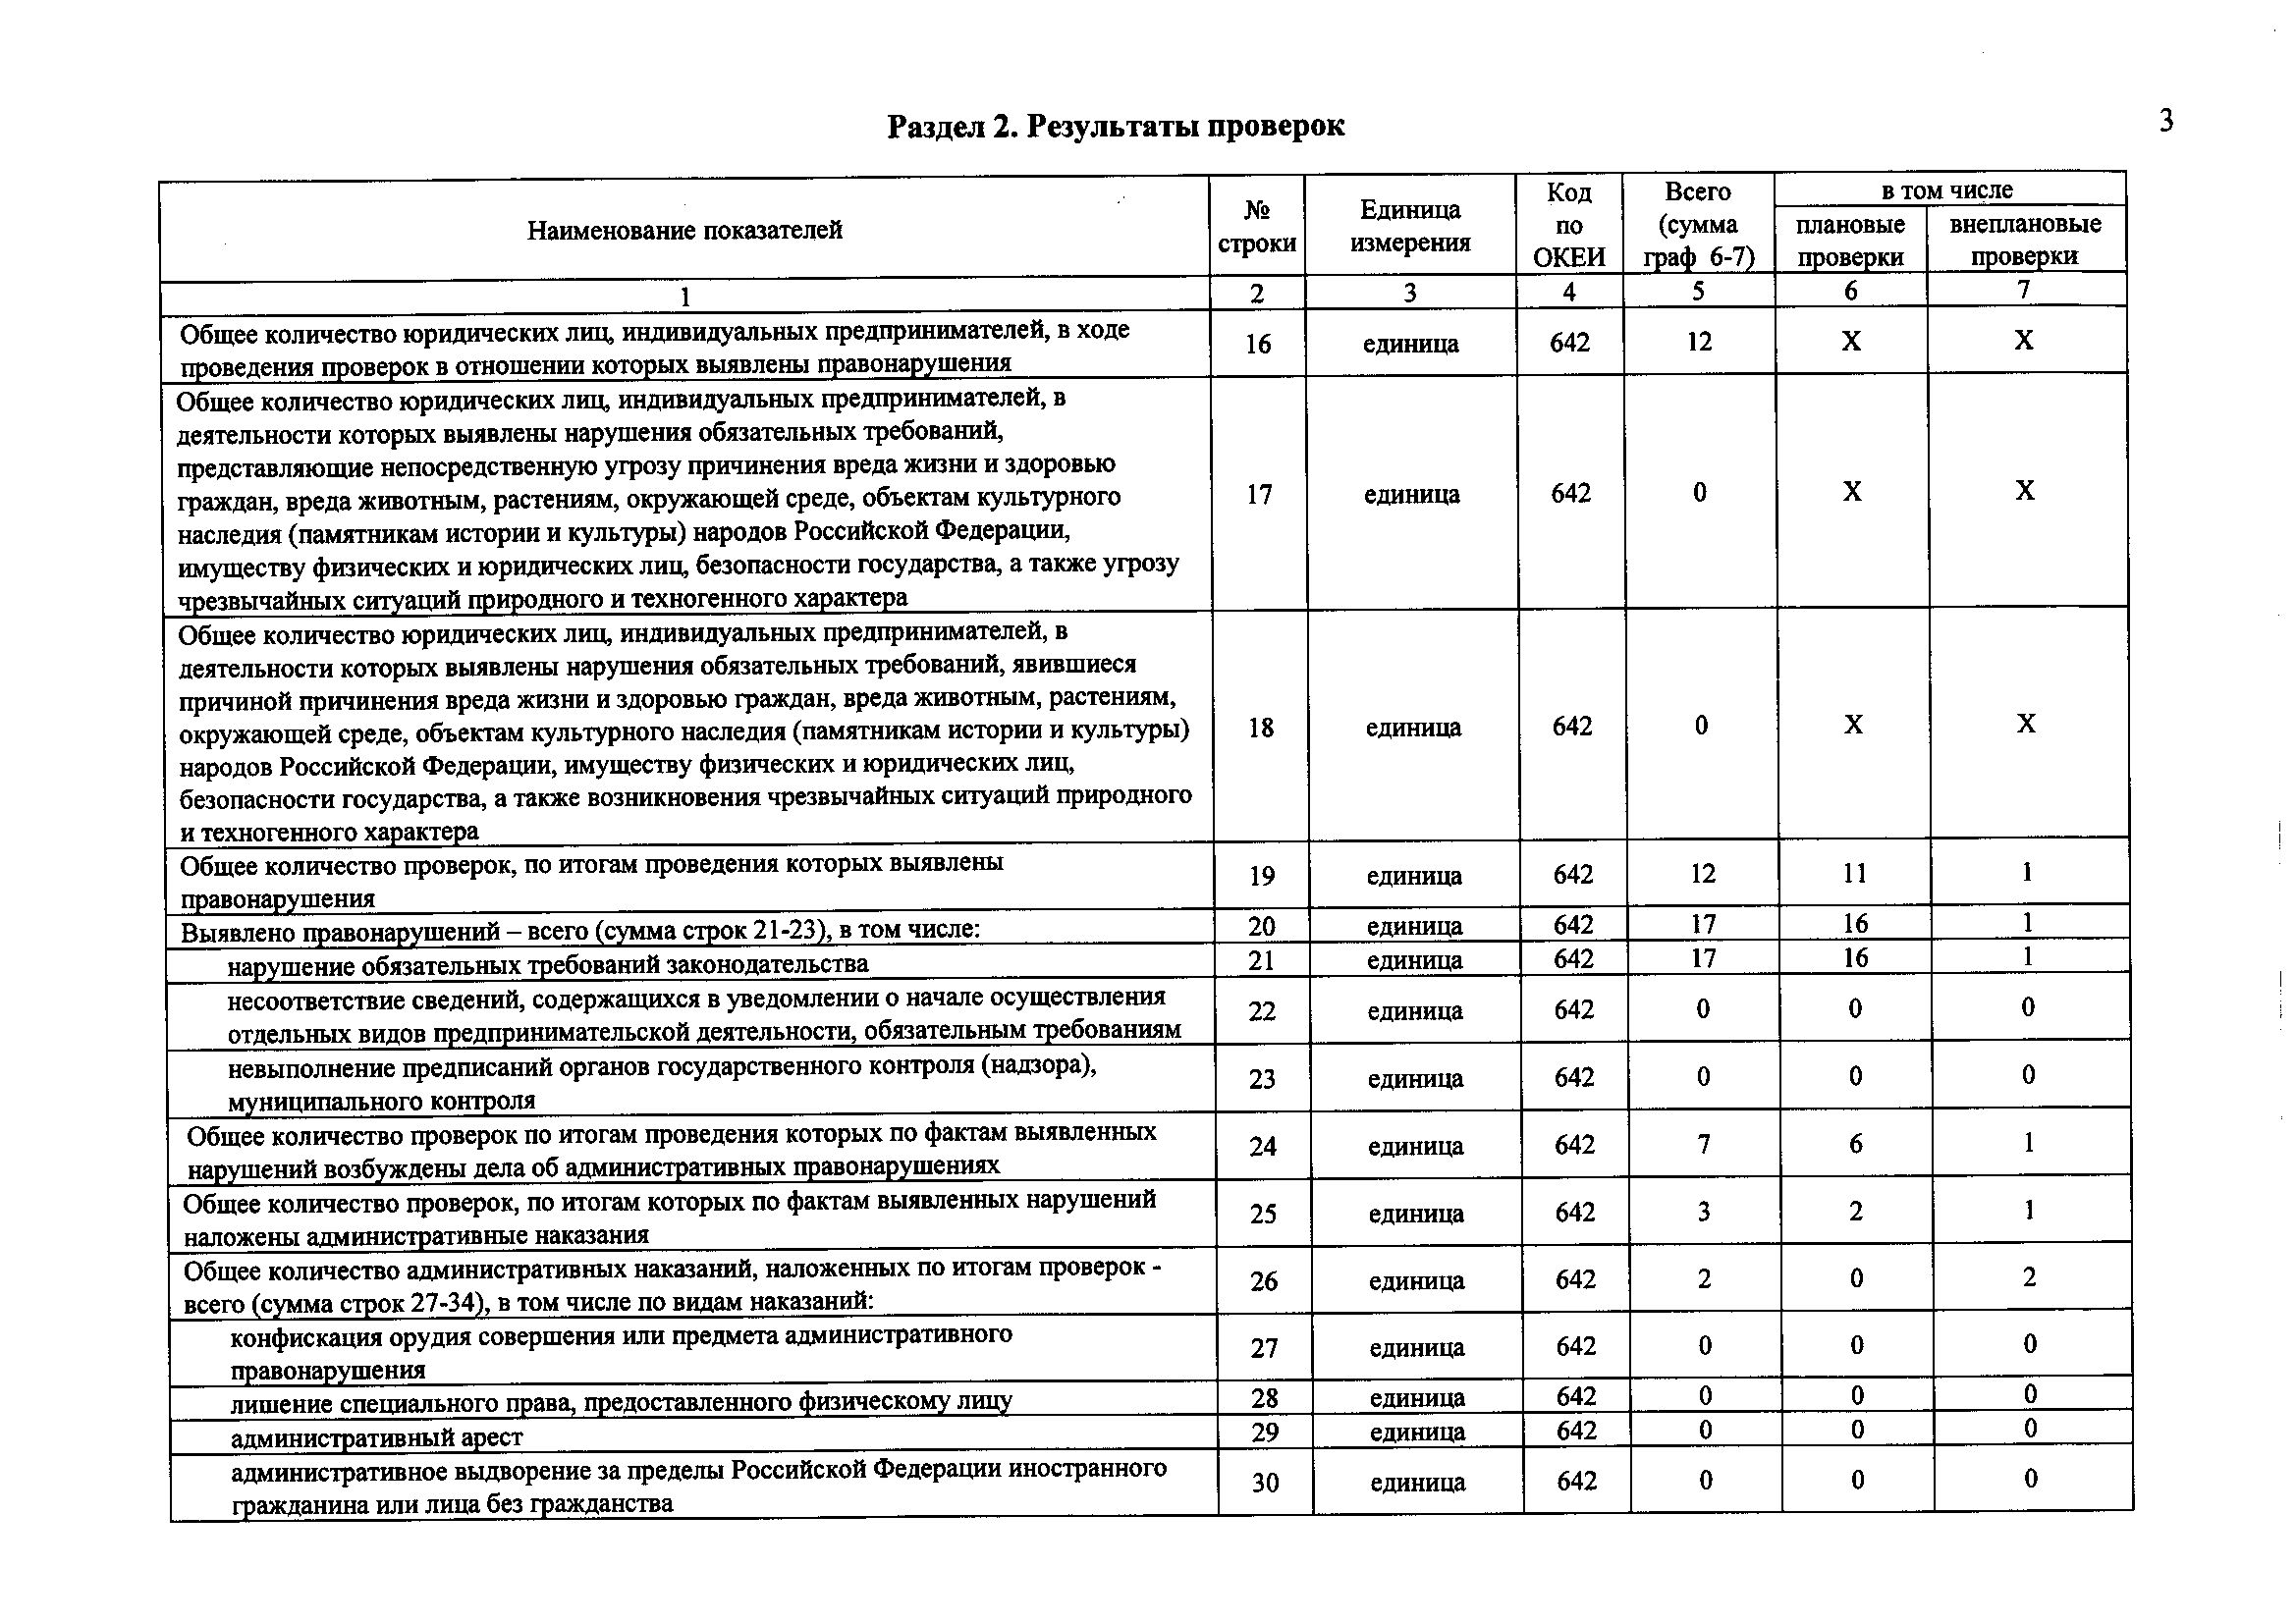 Раздел 2. Результаты проверок
3
Наименование показателей
№
строки
Единица
измерения
Код
по
ОКЕИ
Всего
(сумма
граф 6-7)
в том числе
плановые
проверки
внеплановые
проверки
1 2 3 4 5 6 7
Общее количество юридических лиц, индивидуальных предпринимателей, в ходе
проведения проверок в отношении которых выявлены правонарушения
16 единица 642 12 X X
Общее количество юридических лиц, индивидуальных предпринимателей, в
деятельности которых выявлены нарушения обязательных требований,
представляющие непосредственную угрозу причинения вреда жизни и здоровью
граждан, вреда животным, растениям, окружающей среде, объектам культурного
наследия (памятникам истории и культуры) народов Российской Федерации,
имуществу физических и юридических лиц, безопасности государства, а также угрозу
чрезвычайных ситуаций природного и техногенного характера
17 единица 642 0 X X
Общее количество юридических лиц, индивидуальных предпринимателей, в
деятельности которых выявлены нарушения обязательных требований, явившиеся
причиной причинения вреда жизни и здоровью граждан, вреда животным, растениям,
окружающей среде, объектам культурного наследия (памятникам истории и культуры)
народов Российской Федерации, имуществу физических и юридических лиц,
безопасности государства, а также возникновения чрезвычайных ситуаций природного
и техногенного характера
18 единица 642 0 X X
Общее количество проверок, по итогам проведения которых выявлены
правонарушения
19 единица 642 12 11 1
Выявлено правонарушений – всего (сумма строк 21-23), в том числе: 20 единица 642 17 16 1
нарушение обязательных требований законодательства 21 единица 642 17 16 1
несоответствие сведений, содержащихся в уведомлении о начале осуществления
отдельных видов предпринимательской деятельности, обязательным требованиям
22 единица 642 0 0 0
невыполнение предписаний органов государственного контроля (надзора),
муниципального контроля
23 единица 642 0 0 0
Общее количество проверок по итогам проведения которых по фактам выявленных
нарушений возбуждены дела об административных правонарушениях
24 единица 642 7 6 1
Общее количество проверок, по итогам которых по фактам выявленных нарушений
наложены административные наказания
25 единица 642 3 2 1
Общее количество административных наказаний, наложенных по итогам проверок -
всего (сумма строк 27-34), в том числе по видам наказаний:
26 единица 642 2 0 2
конфискация орудия совершения или предмета административного
правонарушения
27 единица 642 0 0 0
лишение специального права, предоставленного физическому лицу 28 единица 642 0 0 0
административный арест 29 единица 642 0 0 0
административное выдворение за пределы Российской Федерации иностранного
гражданина или лица без гражданства
30 единица 642 0 0 0